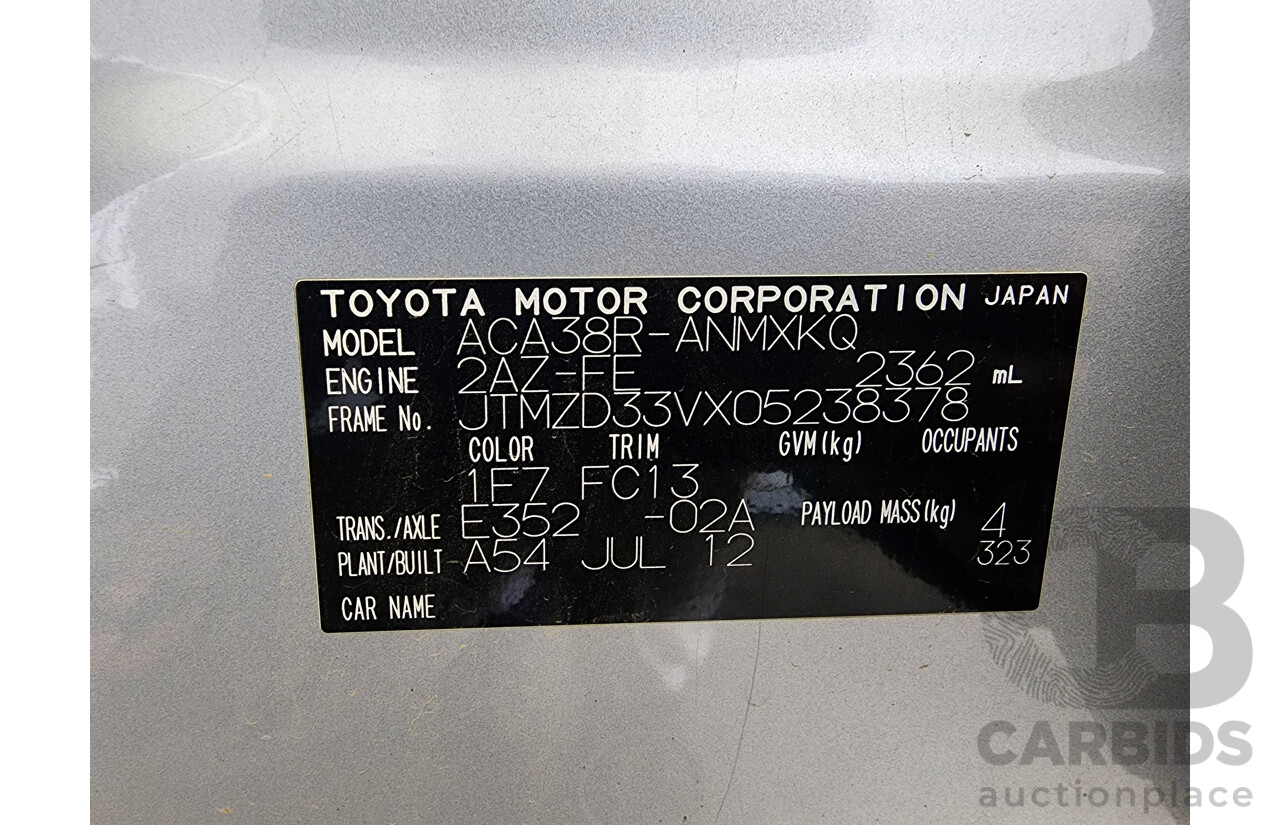 TOYOTA MOTOR CORPORATION JAPAN
MODEL ACA38R-ANMXKQ
ENGINE 2AZ-FE 2362 mL
FRAME No. JTMZD33VX05238378
COLOR TRIM GVM(kg) OCCUPANTS
1F7 FC13
TRANS./AXLE E352 -02A PAYLOAD MASS(kg) 4
PLANT/BUILT A54 JUL 12 323
CAR NAME
CARBIDS
auctionplace